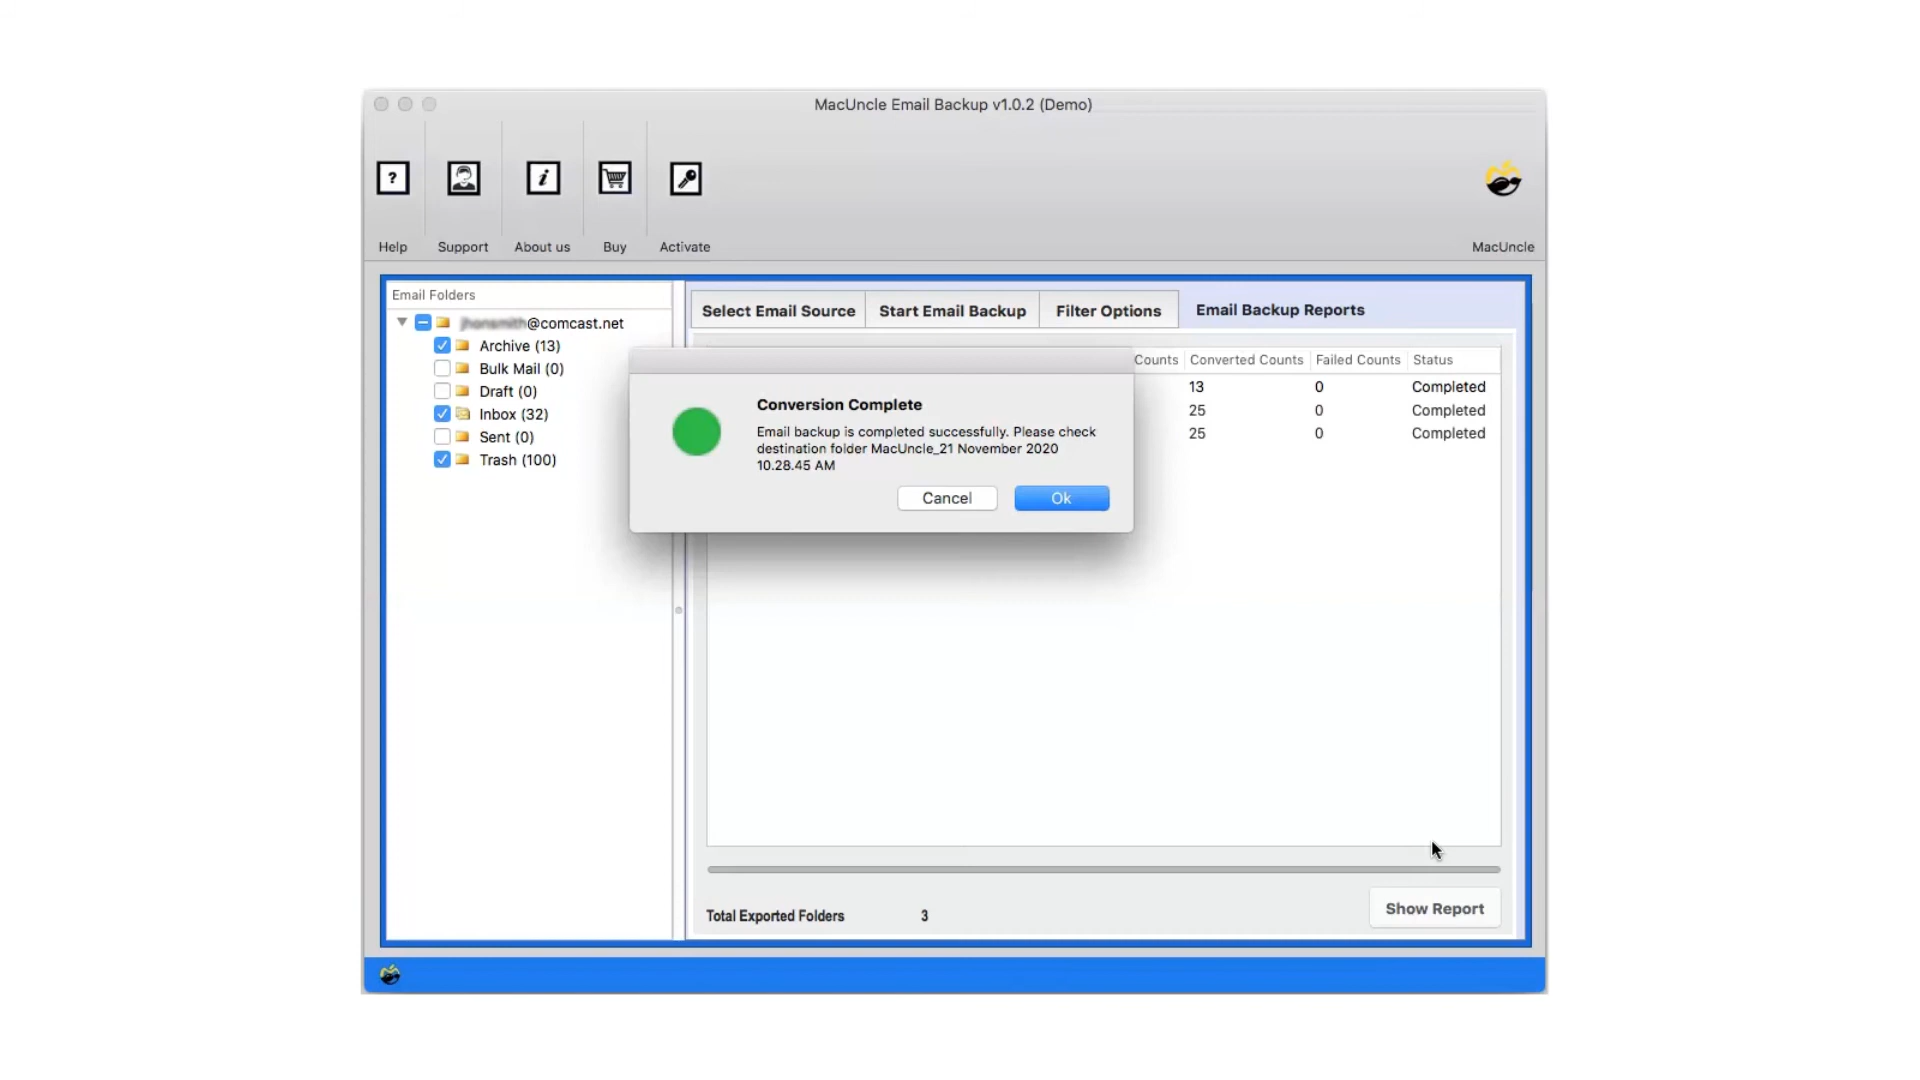 MacUncle Email Backup v1.0.2 (Demo)
?
i
Help
Support
About us
Buy
Activate
MacUncle
Email Folders
@comcast.net
Archive (13)
Bulk Mail (0)
Draft (0)
Inbox (32)
Sent (0)
Trash (100)
Select Email Source
Start Email Backup
Filter Options
Email Backup Reports
Counts Converted Counts Failed Counts Status
13 0 Completed
25 0 Completed
25 0 Completed
Conversion Complete
Email backup is completed successfully. Please check
destination folder MacUncle_21 November 2020
10.28.45 AM
Cancel
Ok
Total Exported Folders 3
Show Report